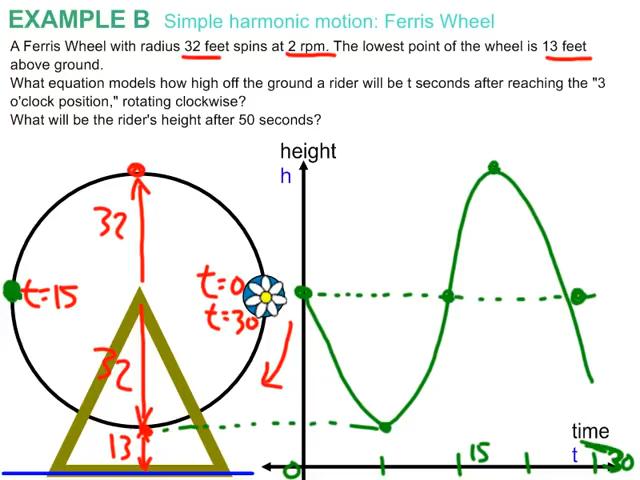 EXAMPLE B Simple harmonic motion: Ferris Wheel
A Ferris Wheel with radius 32 feet spins at 2 rpm. The lowest point of the wheel is 13 feet
above ground.
What equation models how high off the ground a rider will be t seconds after reaching the "3
o'clock position," rotating clockwise?
What will be the rider's height after 50 seconds?
height
h
32
t=15
t=0
t=30
32
13
0
15
time
t
30